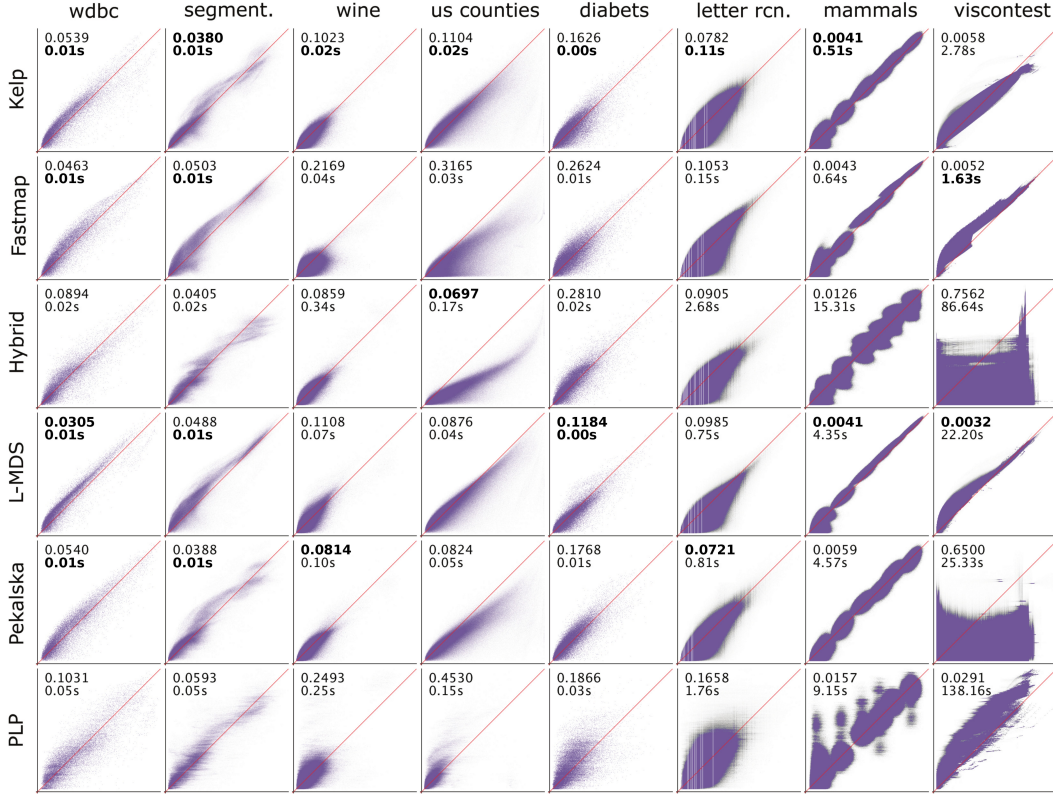 wdbc segment. wine us counties diabets letter rcn. mammals viscontest
Kelp
0.0539 0.0380 0.1023 0.1104 0.1626 0.0782 0.0041 0.0058
0.01s 0.01s 0.02s 0.02s 0.00s 0.11s 0.51s 2.78s
Fastmap
0.0463 0.0503 0.2169 0.3165 0.2624 0.1053 0.0043 0.0052
0.01s 0.01s 0.04s 0.03s 0.01s 0.15s 0.64s 1.63s
Hybrid
0.0894 0.0405 0.0859 0.0697 0.2810 0.0905 0.0126 0.7562
0.02s 0.02s 0.34s 0.17s 0.02s 2.68s 15.31s 86.64s
L-MDS
0.0305 0.0488 0.1108 0.0876 0.1184 0.0985 0.0041 0.0032
0.01s 0.01s 0.07s 0.04s 0.00s 0.75s 4.35s 22.20s
Pekalska
0.0540 0.0388 0.0814 0.0824 0.1768 0.0721 0.0059 0.6500
0.01s 0.01s 0.10s 0.05s 0.01s 0.81s 4.57s 25.33s
PLP
0.1031 0.0593 0.2493 0.4530 0.1866 0.1658 0.0157 0.0291
0.05s 0.05s 0.25s 0.15s 0.03s 1.76s 9.15s 138.16s